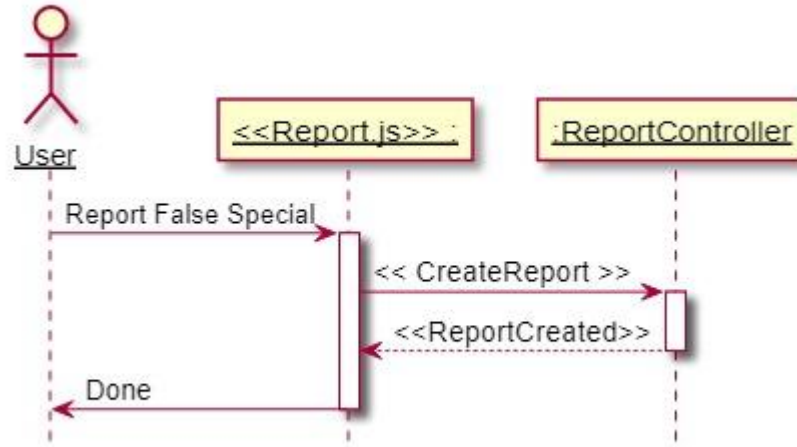 User
<<Report.js>> :
:ReportController
Report False Special
<< CreateReport >>
<<ReportCreated>>
Done